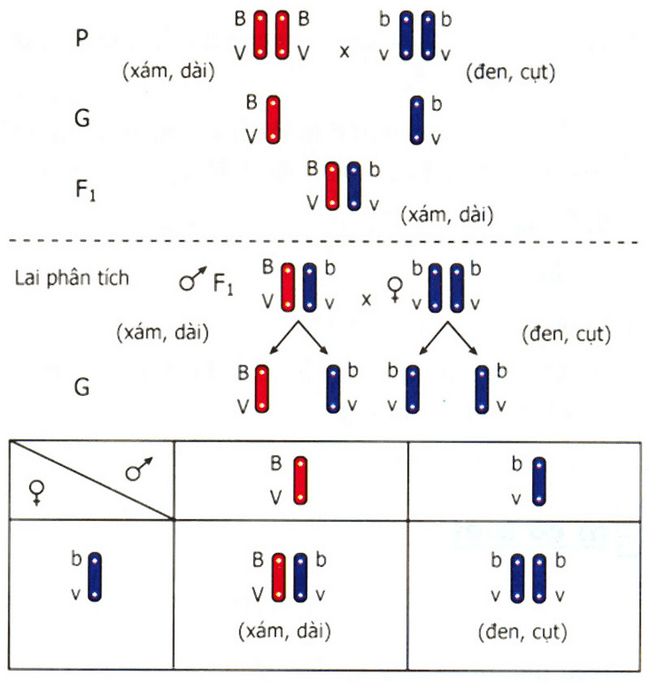 B B b b
P x
V V v v
(xám, dài) (đen, cụt)
B b
G
V v
B b
F1
V v
(xám, dài)
Lai phân tích ♂ F1 B b x ♀ b b
V v v v
(xám, dài) (đen, cụt)
B b b b
G
V v v v
♂ B b
♀ V v
b B b b b
v V v v v
(xám, dài) (đen, cụt)